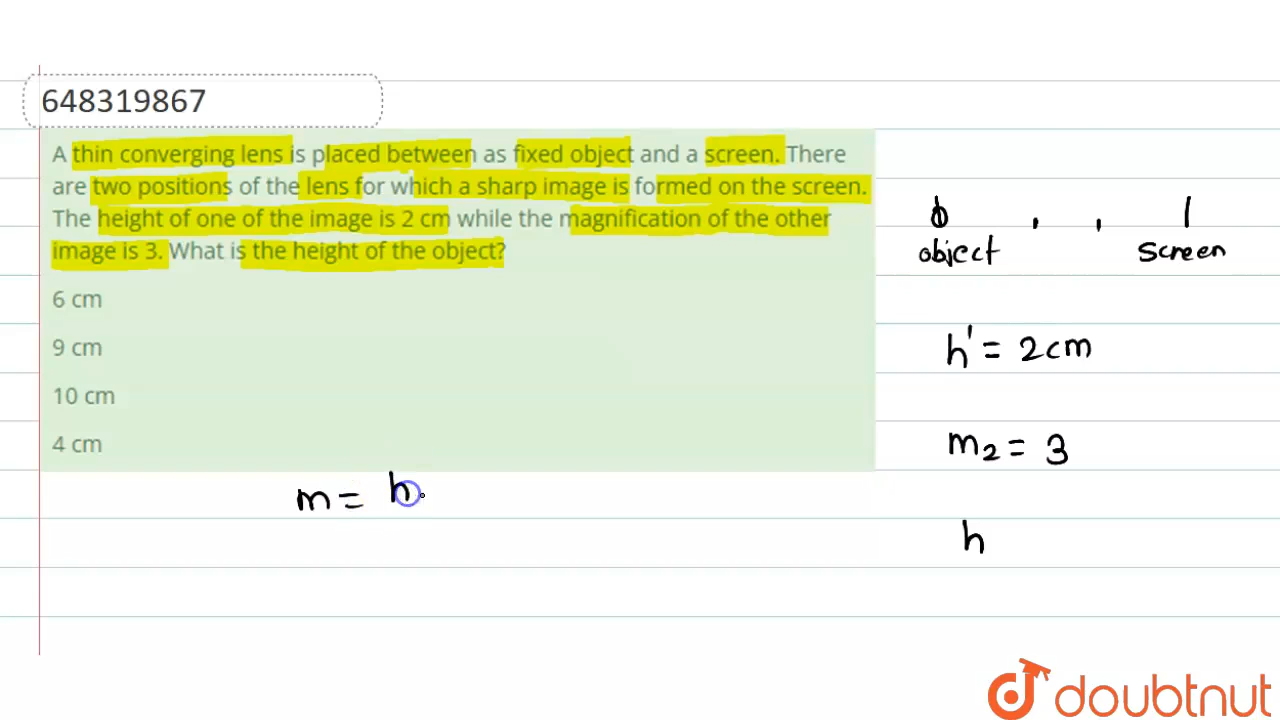 648319867
A thin converging lens is placed between as fixed object and a screen. There
are two positions of the lens for which a sharp image is formed on the screen.
The height of one of the image is 2 cm while the magnification of the other
image is 3. What is the height of the object?
6 cm
9 cm
10 cm
4 cm
m = h
object
screen
h' = 2cm
m2 = 3
h
doubtnut